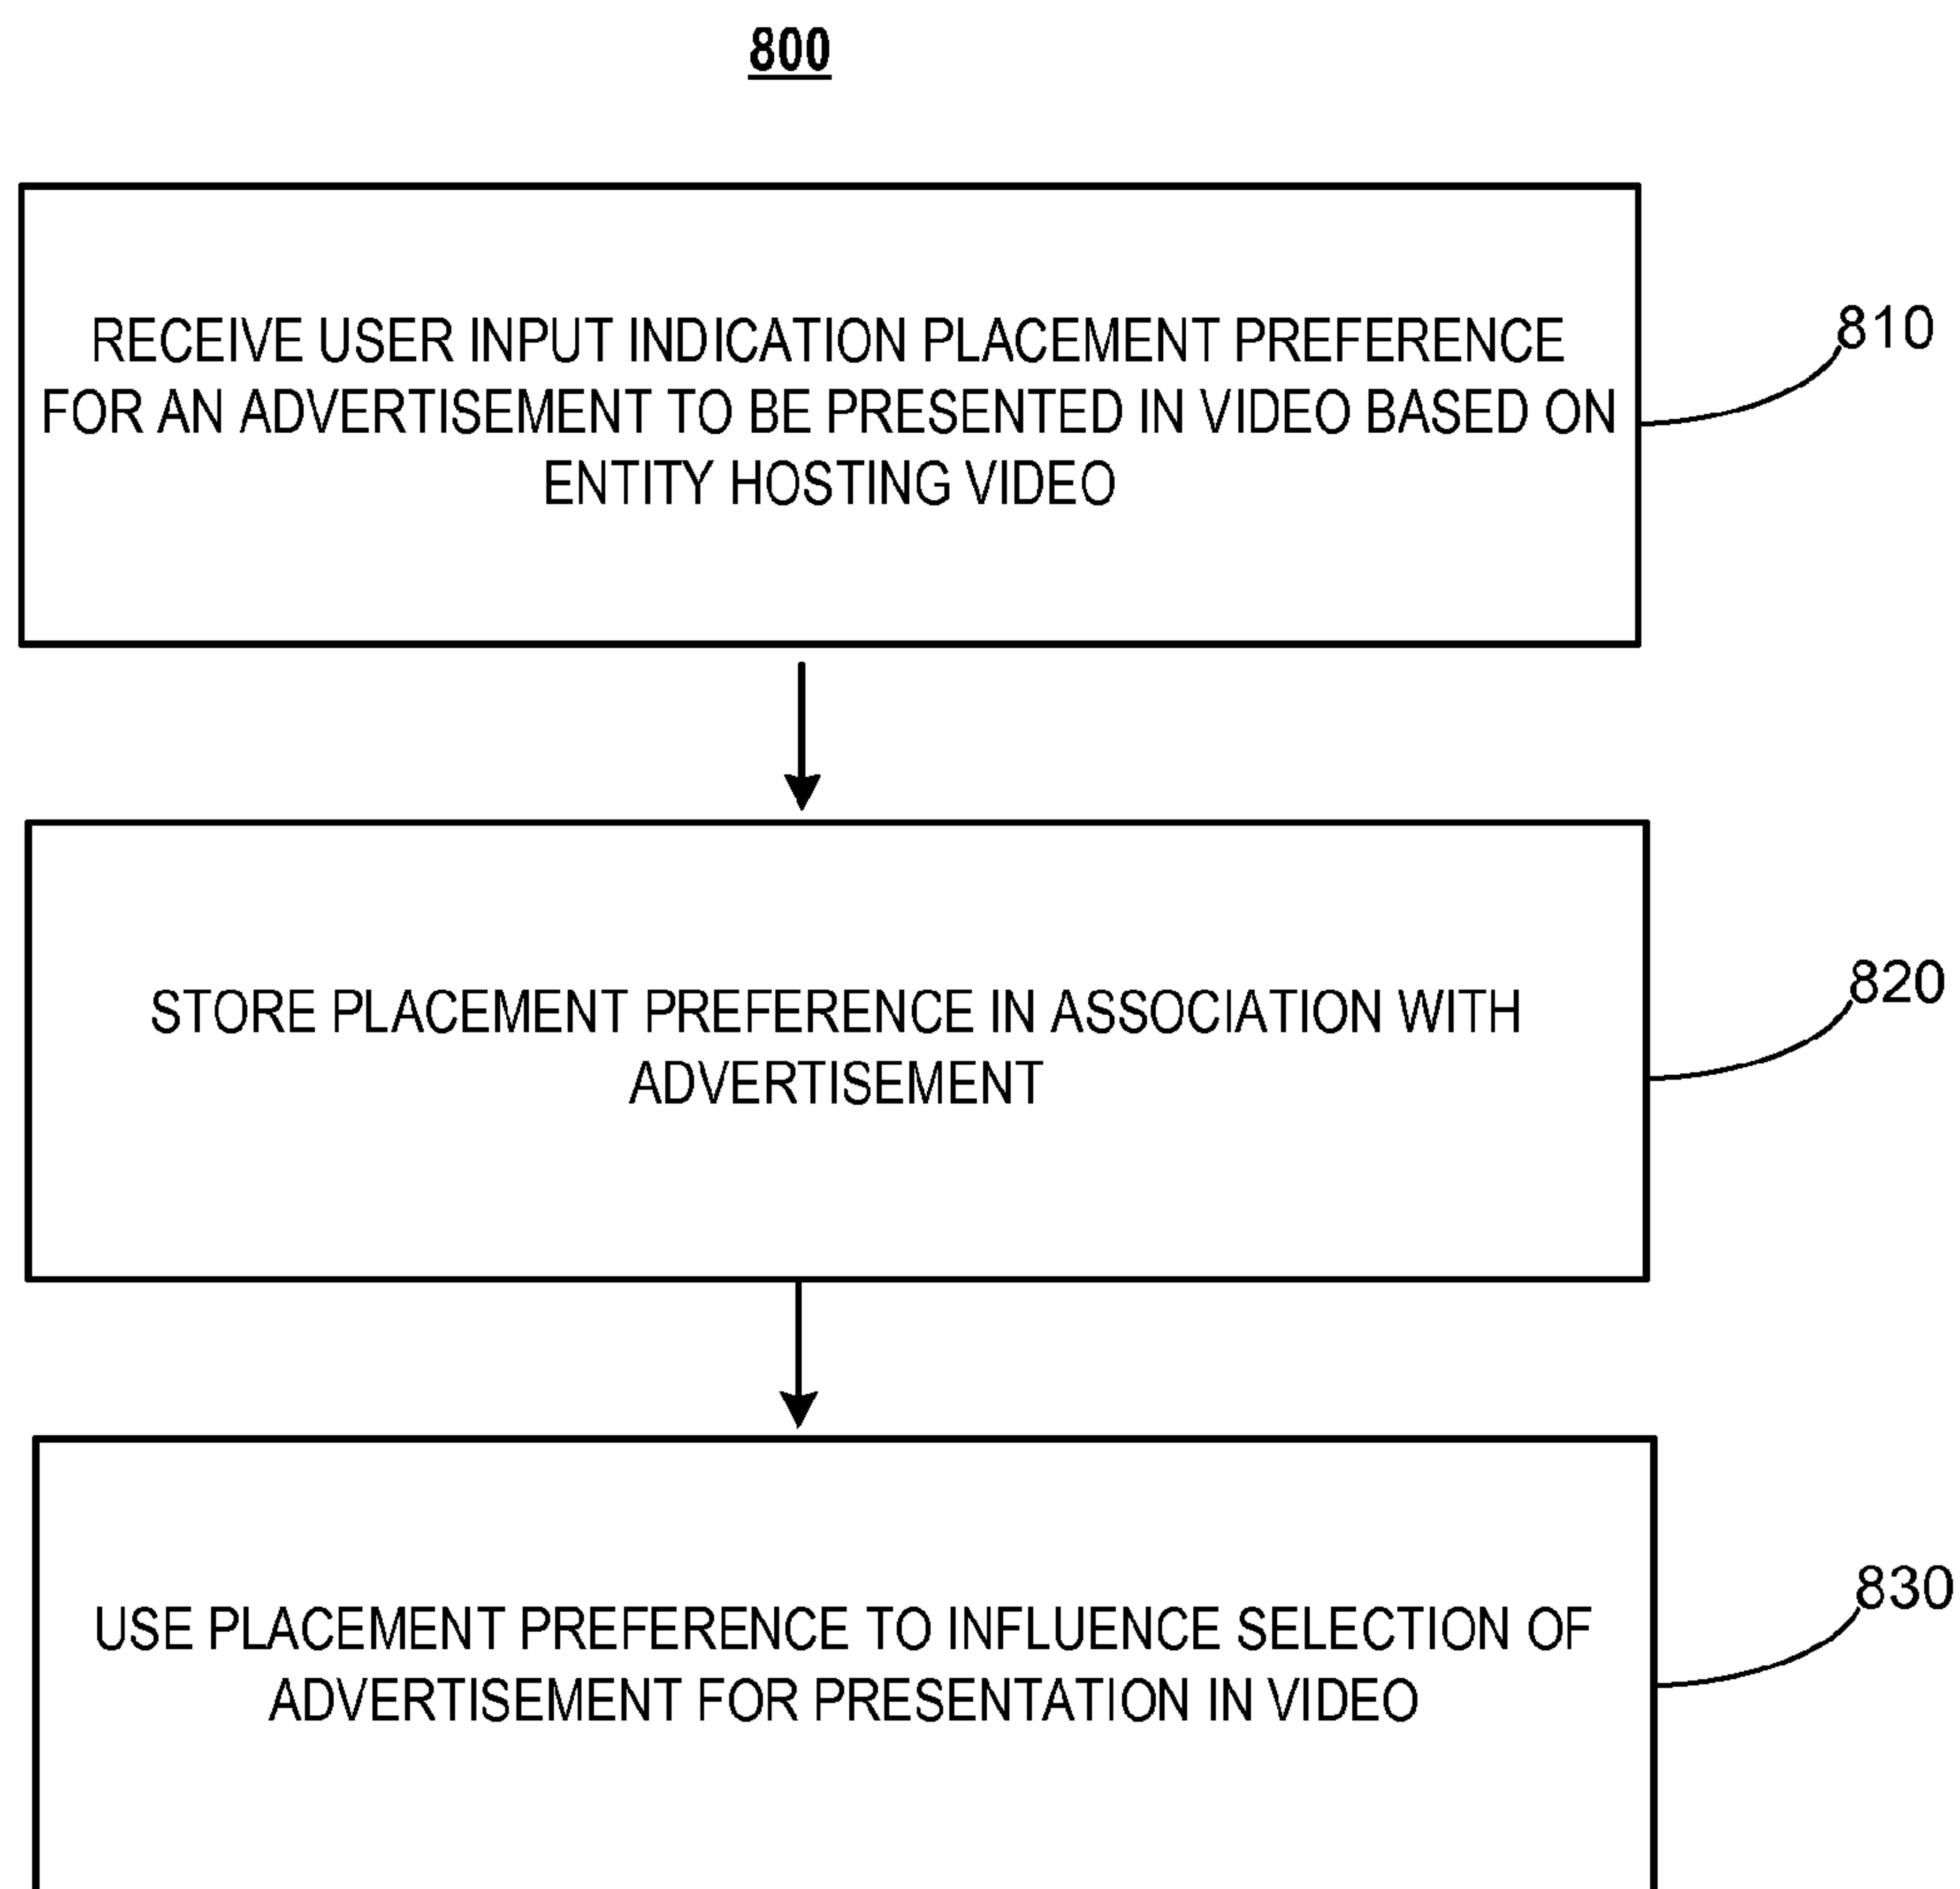 800
RECEIVE USER INPUT INDICATION PLACEMENT PREFERENCE
FOR AN ADVERTISEMENT TO BE PRESENTED IN VIDEO BASED ON
ENTITY HOSTING VIDEO
810
STORE PLACEMENT PREFERENCE IN ASSOCIATION WITH
ADVERTISEMENT
820
USE PLACEMENT PREFERENCE TO INFLUENCE SELECTION OF
ADVERTISEMENT FOR PRESENTATION IN VIDEO
830